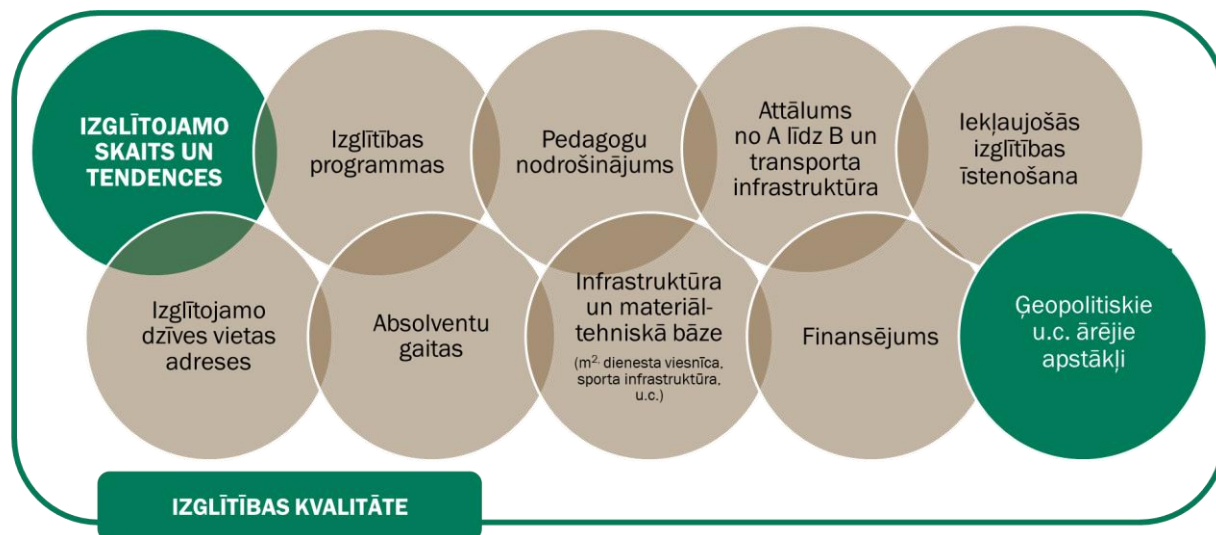 IZGLĪTOJAMO
SKAITS UN
TENDENCES
Izglītības
programmas
Pedagogu
nodrošinājums
Attālums
no A līdz B un
transporta
infrastruktūra
Iekļaujošās
izglītības
īstenošana
Izglītojamo
dzīves vietas
adreses
Absolventu
gaitas
Infrastruktūra
un materiāl-
tehniskā bāze
(m², dienesta viesnīca,
sporta infrastruktūra,
u.c.)
Finansējums
Ģeopolitiskie
u.c. ārējie
apstākļi
IZGLĪTĪBAS KVALITĀTE